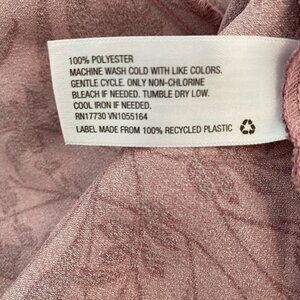 100% POLYESTER
MACHINE WASH COLD WITH LIKE COLORS.
GENTLE CYCLE. ONLY NON-CHLORINE
BLEACH IF NEEDED. TUMBLE DRY LOW.
COOL IRON IF NEEDED.
RN17730 VN1055164
LABEL MADE FROM 100% RECYCLED PLASTIC